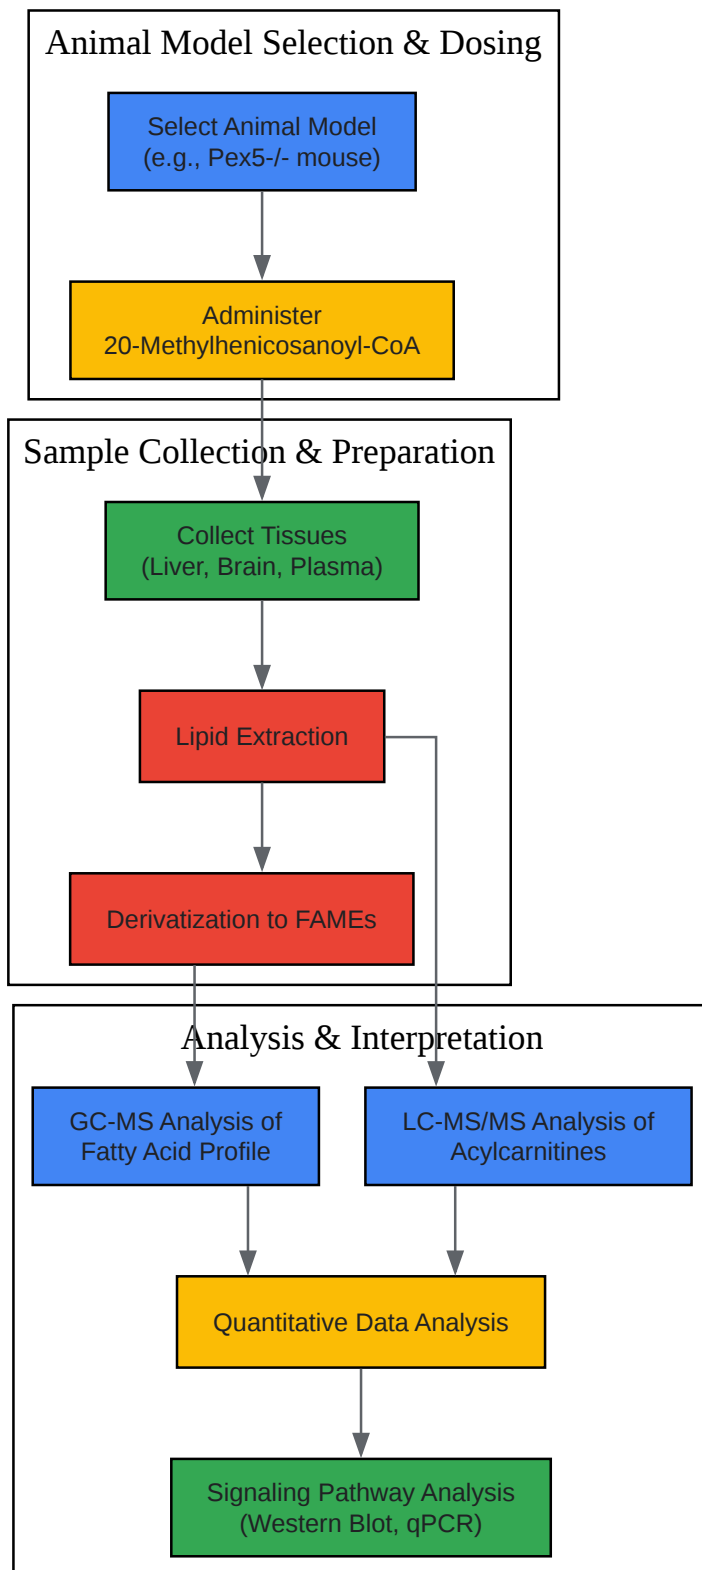 Animal Model Selection & Dosing
Select Animal Model
(e.g., Pex5-/- mouse)
Administer
20-Methylhenicosanoyl-CoA
Sample Collection & Preparation
Collect Tissues
(Liver, Brain, Plasma)
Lipid Extraction
Derivatization to FAMEs
Analysis & Interpretation
GC-MS Analysis of
Fatty Acid Profile
LC-MS/MS Analysis of
Acylcarnitines
Quantitative Data Analysis
Signaling Pathway Analysis
(Western Blot, qPCR)